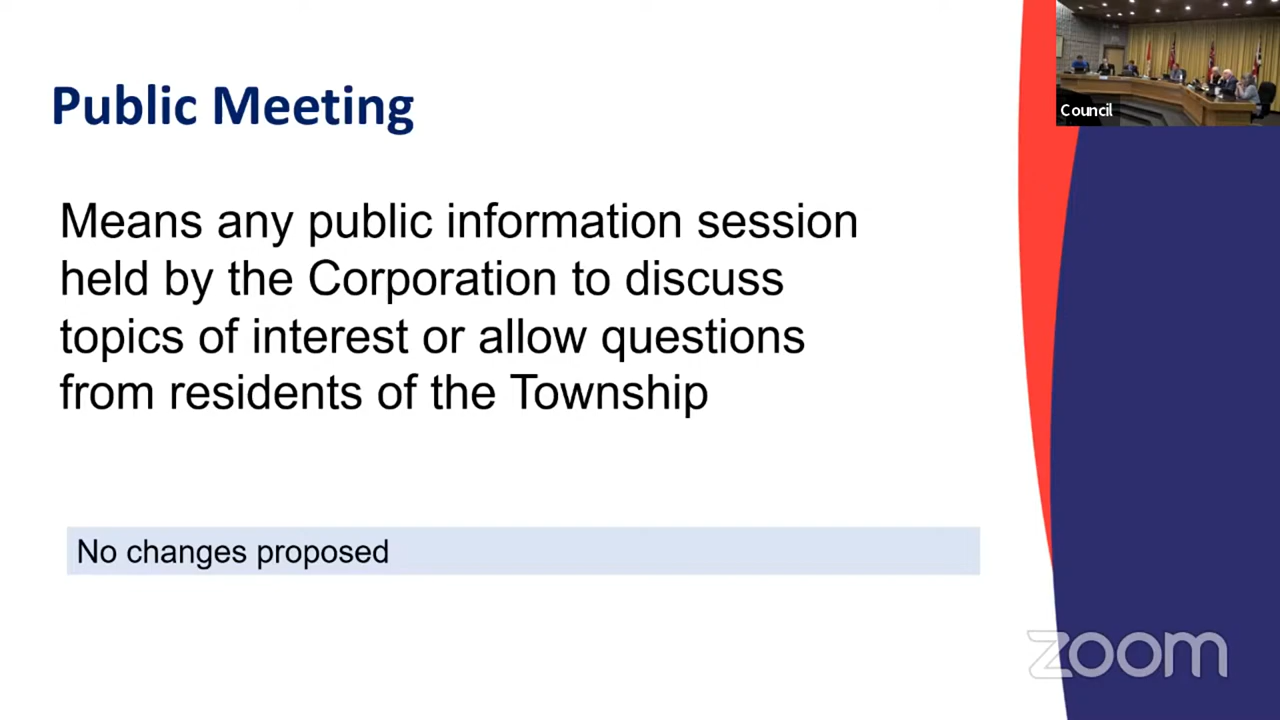 Public Meeting
Council
Means any public information session
held by the Corporation to discuss
topics of interest or allow questions
from residents of the Township
No changes proposed
zoom